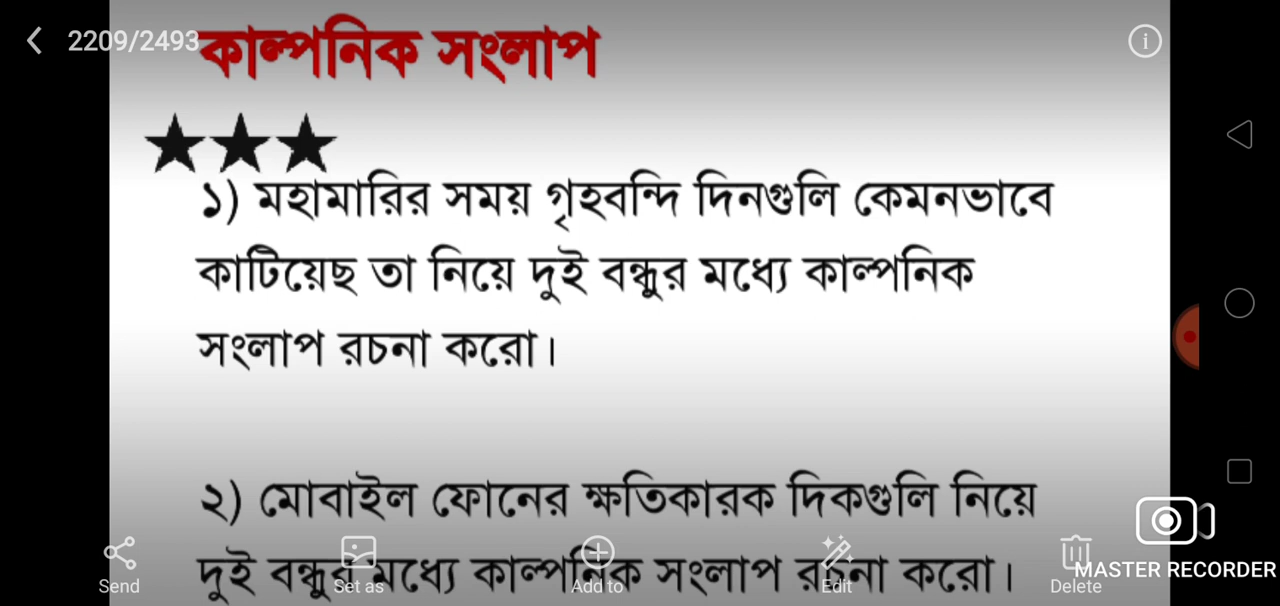 2209/2493
কাল্পনিক সংলাপ
১) মহামারির সময় গৃহবন্দি দিনগুলি কেমনভাবে
কাটিয়েছ তা নিয়ে দুই বন্ধুর মধ্যে কাল্পনিক
সংলাপ রচনা করো।
২) মোবাইল ফোনের ক্ষতিকারক দিকগুলি নিয়ে
দুই বন্ধুর মধ্যে কাল্পনিক সংলাপ রচনা করো।
Send Set as Add to Edit Delete
MASTER RECORDER